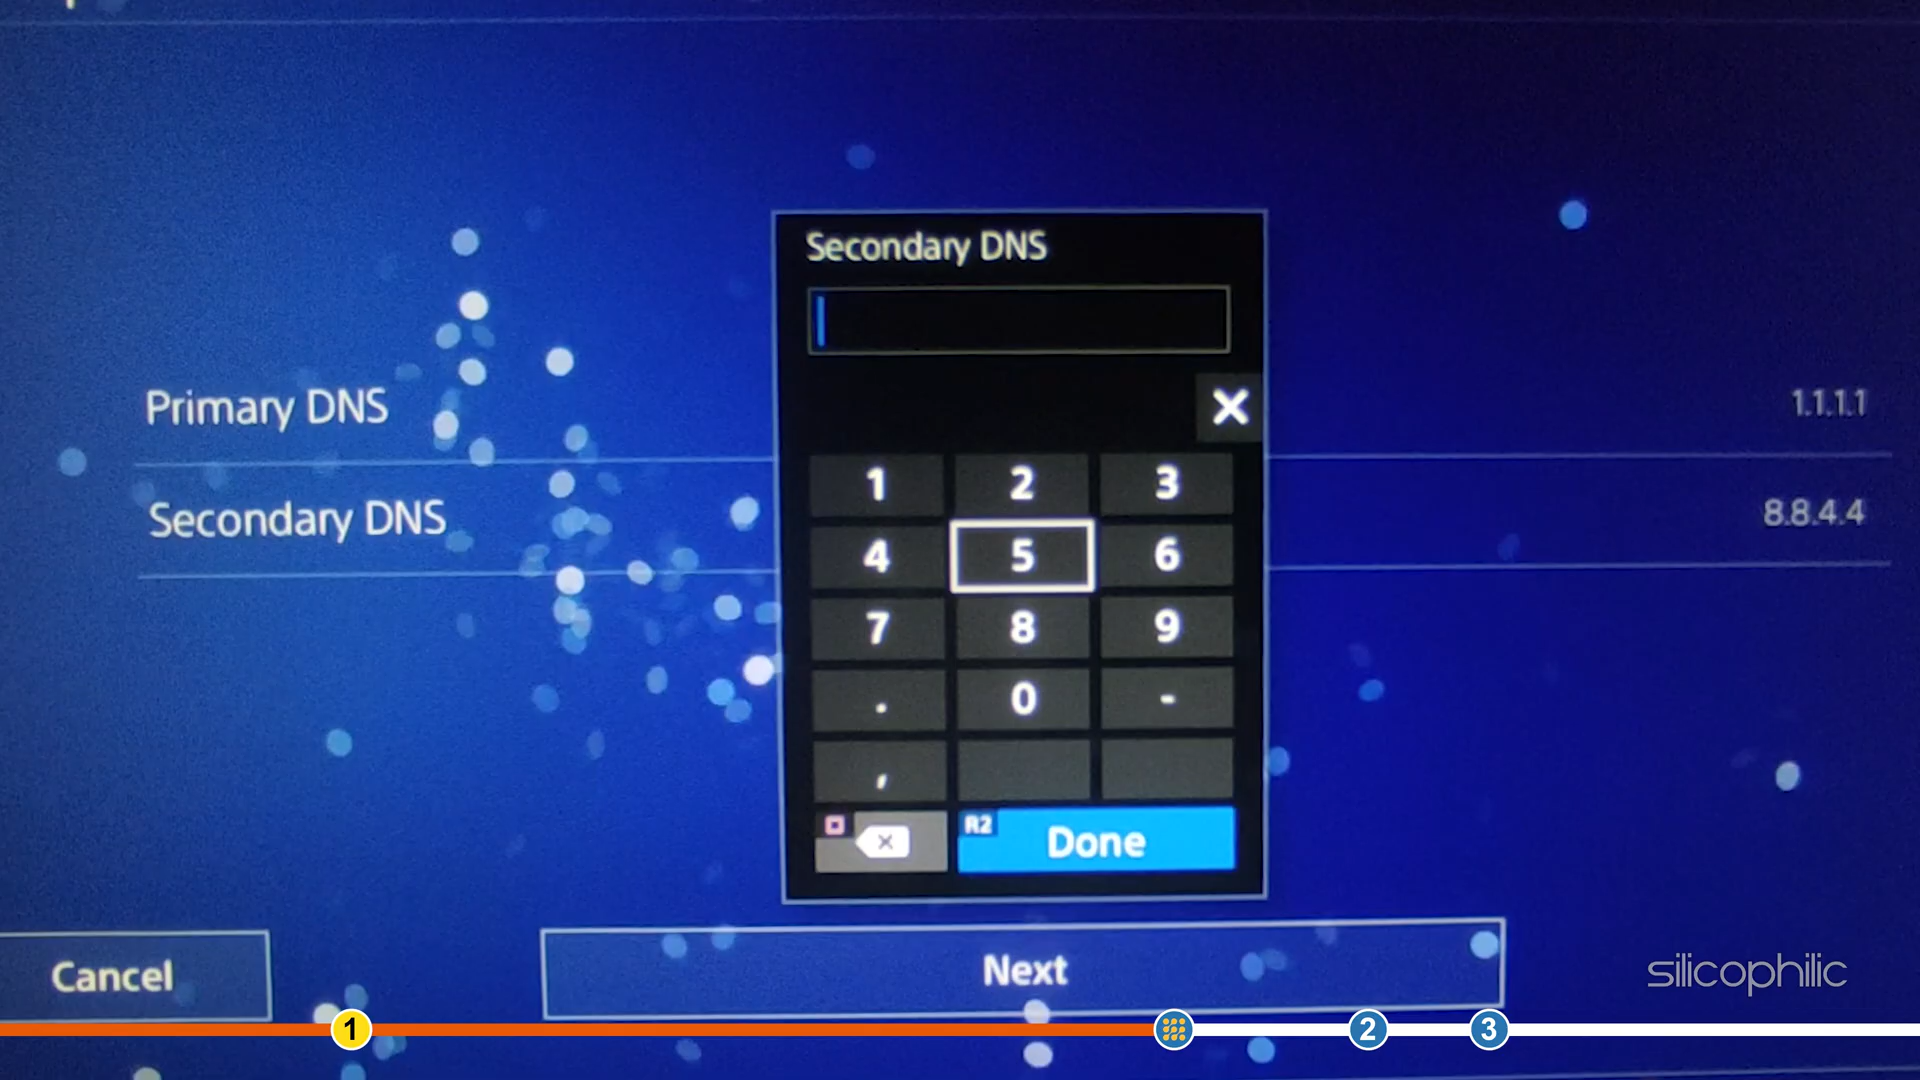 Secondary DNS
Primary DNS
1.1.1.1
Secondary DNS
8.8.4.4
1 2 3
4 5 6
7 8 9
. 0 -
,
R2 Done
Cancel
Next
silicophilic
1 2 3